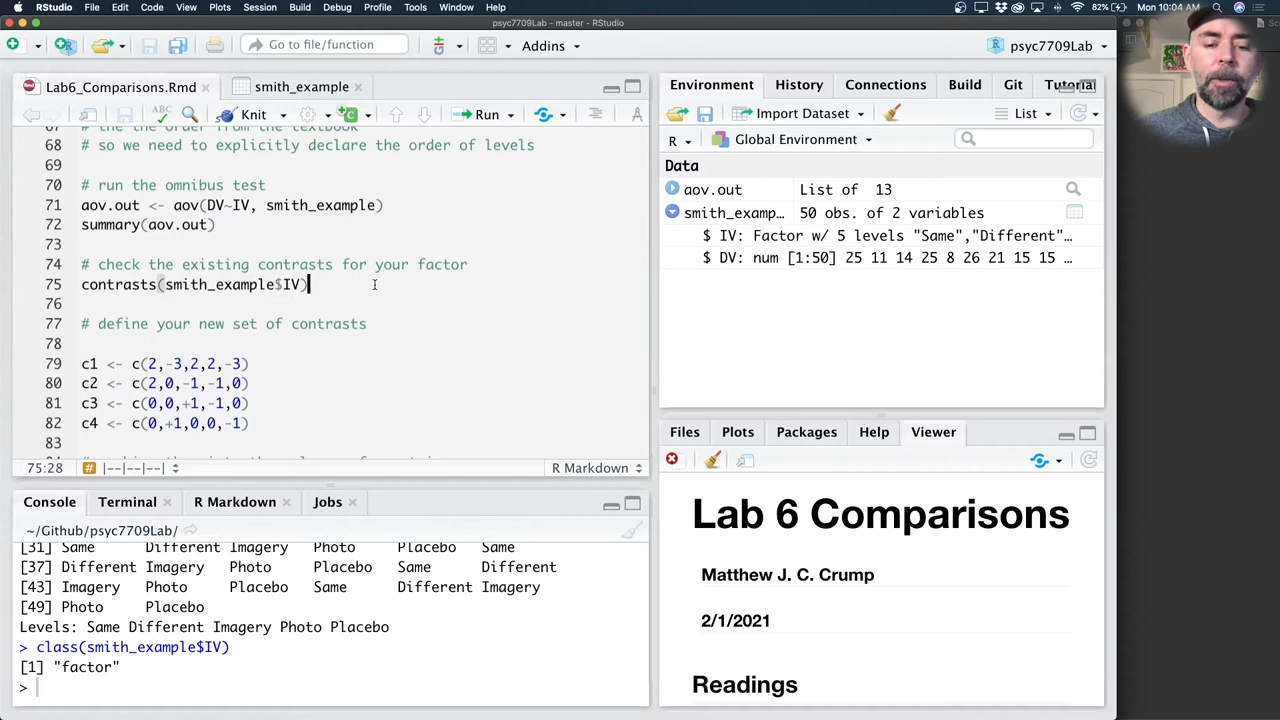 RStudio File Edit Code View Plots Session Build Debug Profile Tools Window Help 82% Mon 10:04 AM
psyc7709Lab - master - RStudio
Go to file/function Addins psyc7709Lab
Lab6_Comparisons.Rmd smith_example
ABC Knit Run
67 # the the order from the textbook
68 # so we need to explicitly declare the order of levels
69
70 # run the omnibus test
71 aov.out <- aov(DV~IV, smith_example)
72 summary(aov.out)
73
74 # check the existing contrasts for your factor
75 contrasts(smith_example$IV)
76
77 # define your new set of contrasts
78
79 c1 <- c(2,-3,2,2,-3)
80 c2 <- c(2,0,-1,-1,0)
81 c3 <- c(0,0,+1,-1,0)
82 c4 <- c(0,+1,0,0,-1)
83
75:28 # |--|--|--| R Markdown
Console Terminal R Markdown Jobs
~/Github/psyc7709Lab/
[31] Same Different Imagery Photo Placebo Same
[37] Different Imagery Photo Placebo Same Different
[43] Imagery Photo Placebo Same Different Imagery
[49] Photo Placebo
Levels: Same Different Imagery Photo Placebo
> class(smith_example$IV)
[1] "factor"
>
Environment History Connections Build Git Tutorial
Import Dataset List
R Global Environment
Data
aov.out List of 13
smith_examp... 50 obs. of 2 variables
$ IV: Factor w/ 5 levels "Same","Different"...
$ DV: num [1:50] 25 11 14 25 8 26 21 15 15 ...
Files Plots Packages Help Viewer
Lab 6 Comparisons
Matthew J. C. Crump
2/1/2021
Readings